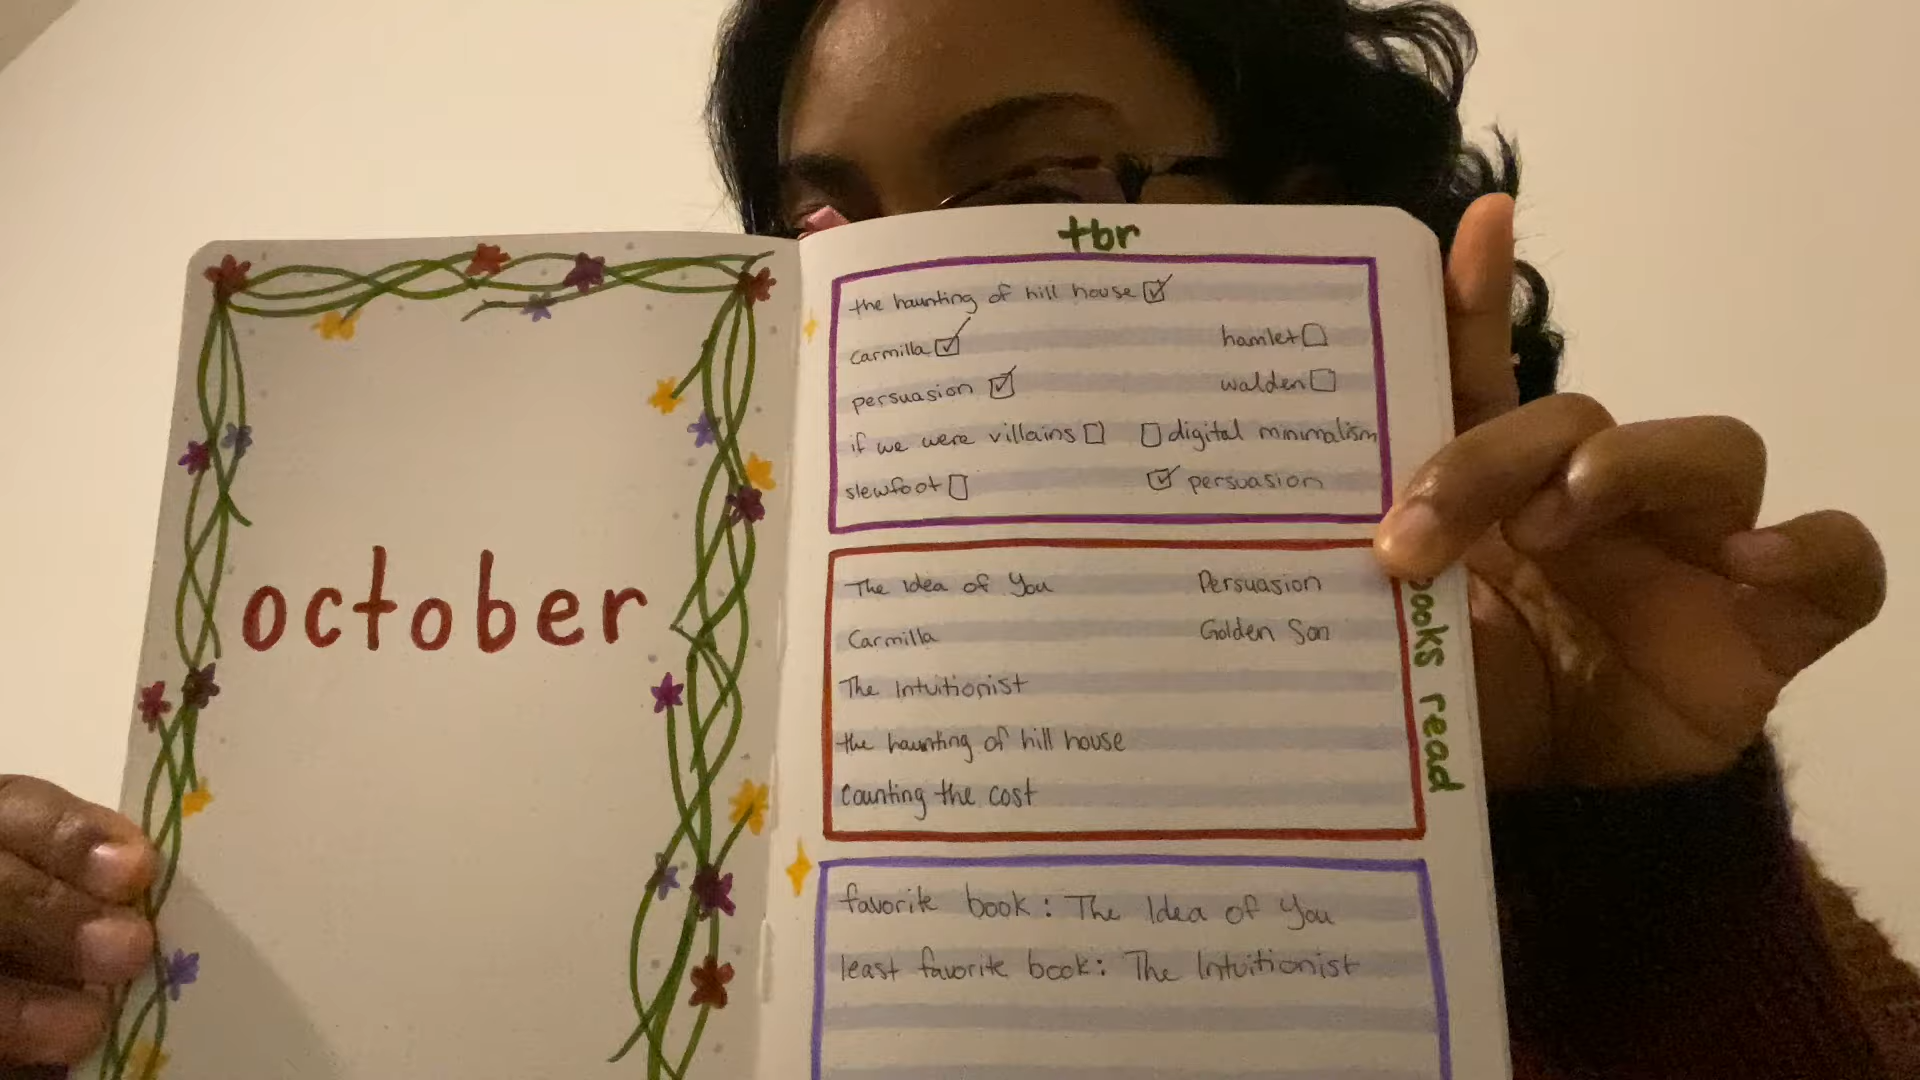 october
tbr
the haunting of hill house
carmilla
hamlet
persuasion
walden
if we were villains
digital minimalism
slewfoot
persuasion
The Idea of You
Persuasion
Carmilla
Golden Son
The Intuitionist
the haunting of hill house
counting the cost
books read
favorite book: The Idea of You
least favorite book: The Intuitionist